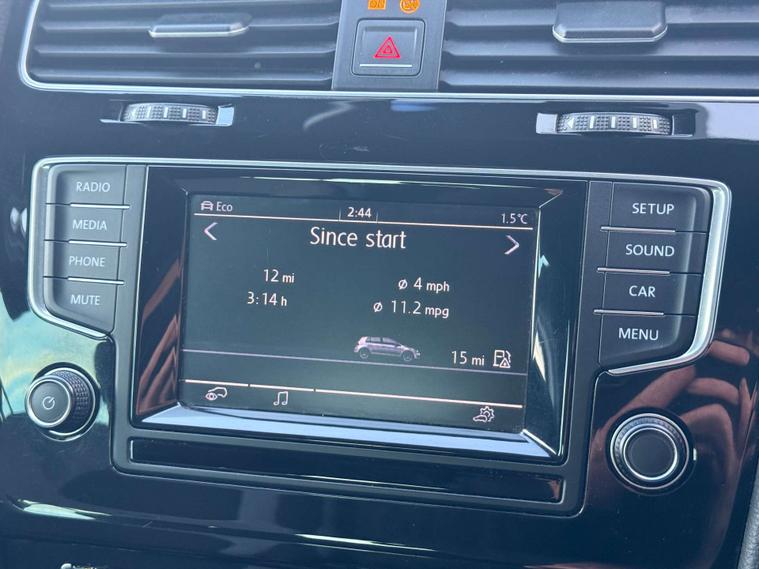 RADIO
MEDIA
PHONE
MUTE
Eco
2:44
1.5°C
Since start
12 mi
ø 4 mph
3:14 h
ø 11.2 mpg
15 mi
SETUP
SOUND
CAR
MENU